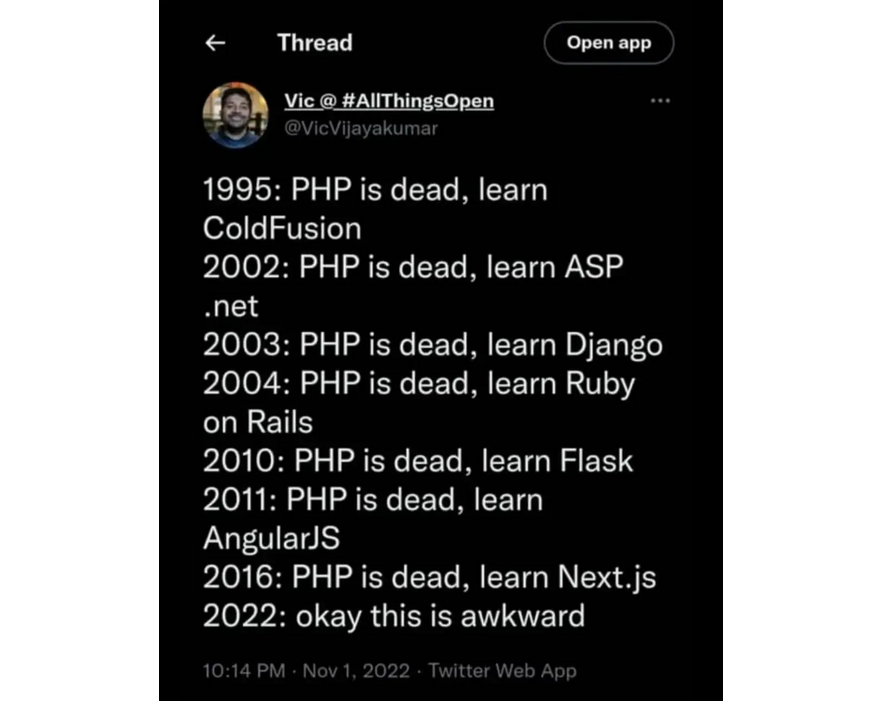 Thread
Open app
Vic @ #AllThingsOpen
@VicVijayakumar
1995: PHP is dead, learn
ColdFusion
2002: PHP is dead, learn ASP
.net
2003: PHP is dead, learn Django
2004: PHP is dead, learn Ruby
on Rails
2010: PHP is dead, learn Flask
2011: PHP is dead, learn
AngularJS
2016: PHP is dead, learn Next.js
2022: okay this is awkward
10:14 PM · Nov 1, 2022 · Twitter Web App